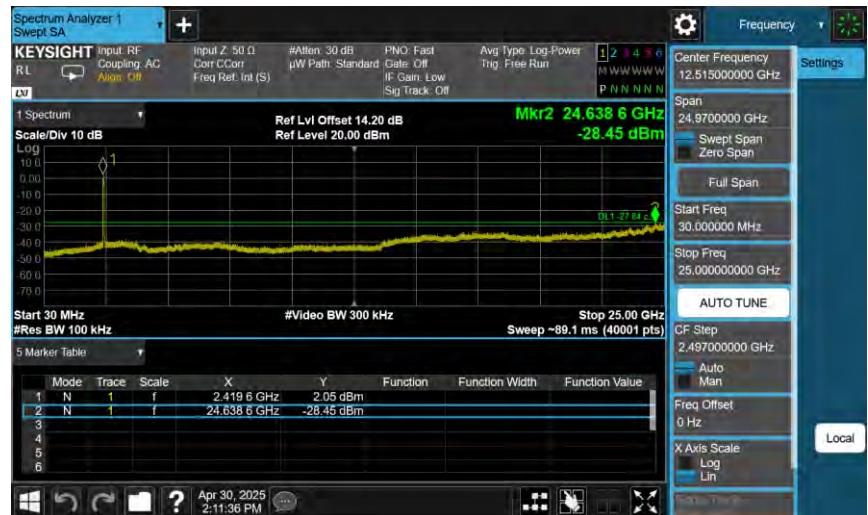 Spectrum Analyzer 1
Swept SA
Frequency
KEYSIGHT Input: RF Input Z: 50 Ω #Atten: 30 dB PNO: Fast Avg Type: Log-Power 1 2 3 4 5 6
RL Coupling: AC Corr CCorr µW Path: Standard Gate: Off Trig: Free Run M W W W W W
Align: Off Freq Ref: Int (S) IF Gain: Low
LXI Sig Track: Off P N N N N N
1 Spectrum
Scale/Div 10 dB
Log
Ref Lvl Offset 14.20 dB
Ref Level 20.00 dBm
Mkr2 24.638 6 GHz
-28.45 dBm
10.0
0.00
-10.0
-20.0
-30.0
-40.0
-50.0
-60.0
-70.0
1
DL1 -27.84
Start 30 MHz #Video BW 300 kHz Stop 25.00 GHz
#Res BW 100 kHz Sweep ~89.1 ms (40001 pts)
5 Marker Table
Mode Trace Scale X Y Function Function Width Function Value
1 N 1 f 2.419 6 GHz 2.05 dBm
2 N 1 f 24.638 6 GHz -28.45 dBm
3
4
5
6
?
Apr 30, 2025
2:11:36 PM
Center Frequency
12.515000000 GHz
Settings
Span
24.9700000 GHz
Swept Span
Zero Span
Full Span
Start Freq
30.000000 MHz
Stop Freq
25.000000000 GHz
AUTO TUNE
CF Step
2.497000000 GHz
Auto
Man
Freq Offset
0 Hz
X Axis Scale
Log
Lin
Local